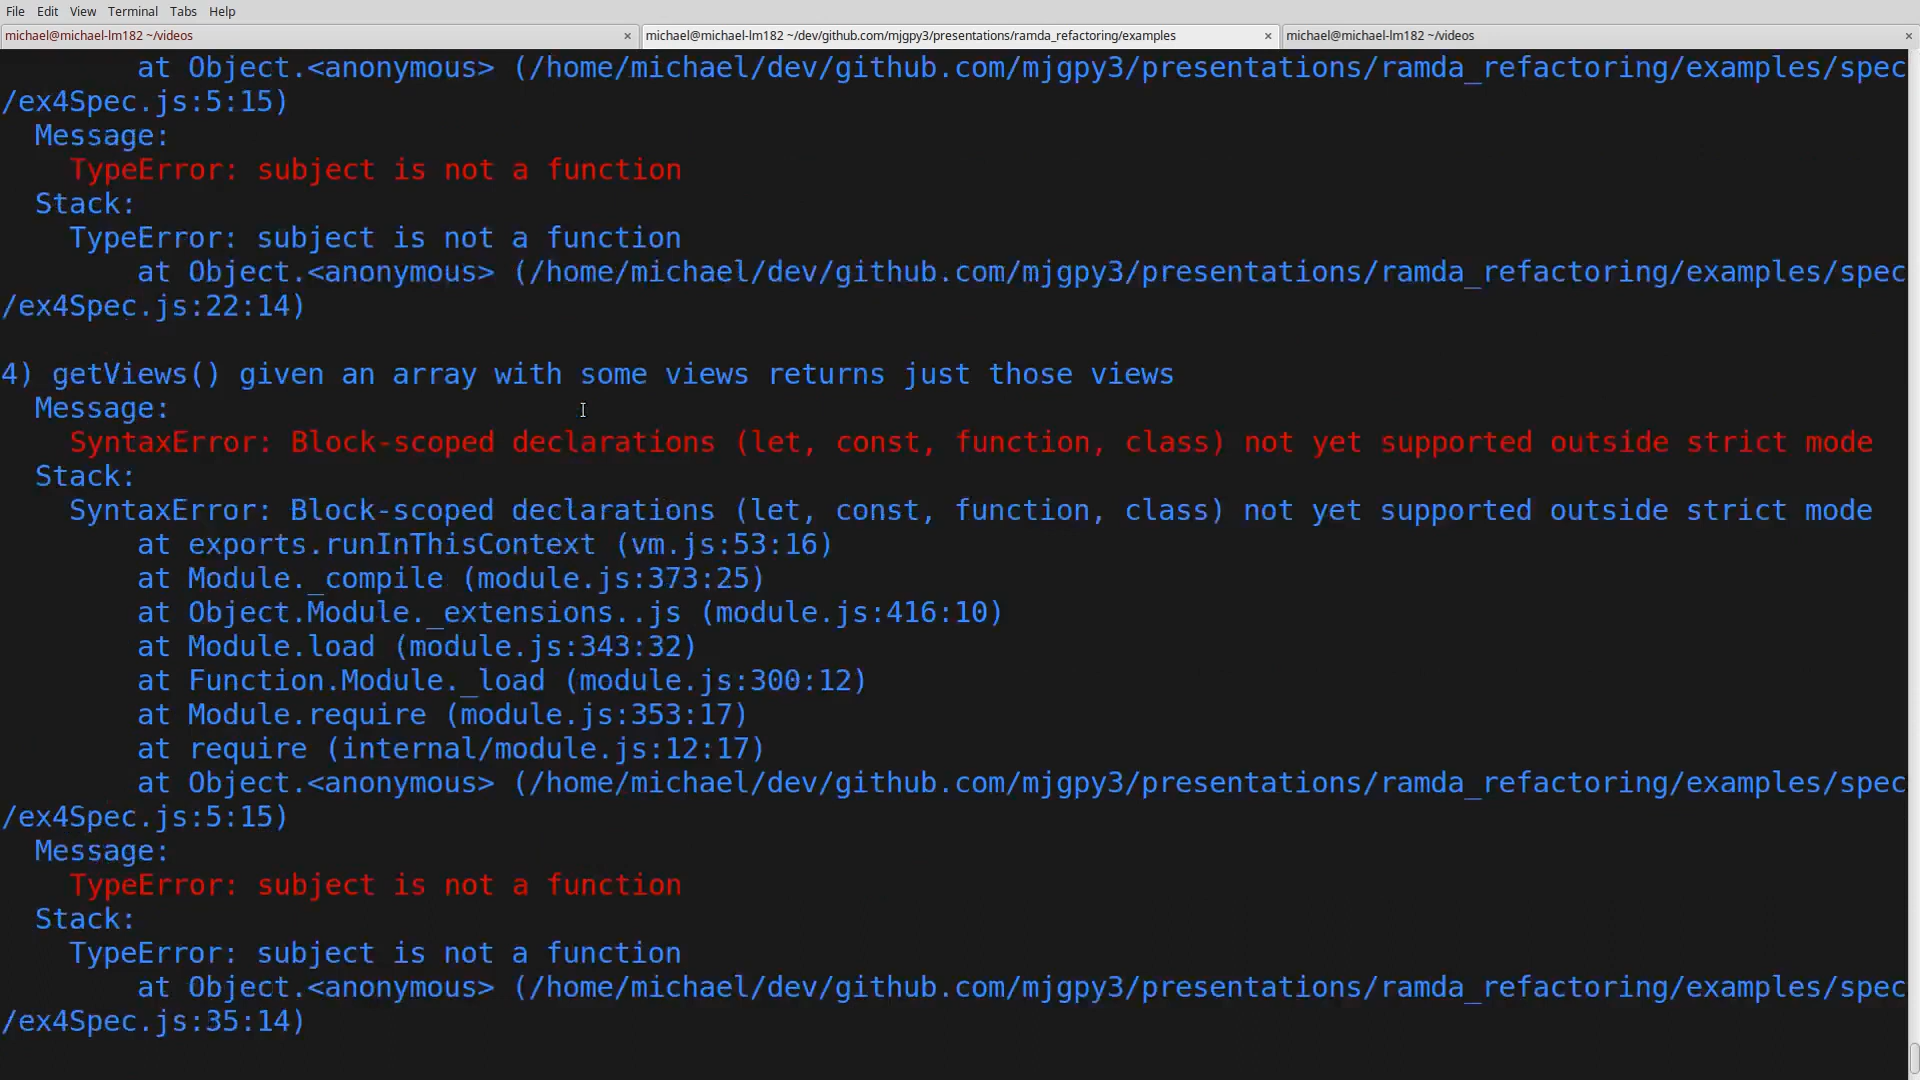 File Edit View Terminal Tabs Help
michael@michael-lm182 ~/videos × michael@michael-lm182 ~/dev/github.com/mjgpy3/presentations/ramda_refactoring/examples × michael@michael-lm182 ~/videos ×
at Object.<anonymous> (/home/michael/dev/github.com/mjgpy3/presentations/ramda_refactoring/examples/spec
/ex4Spec.js:5:15)
Message:
TypeError: subject is not a function
Stack:
TypeError: subject is not a function
at Object.<anonymous> (/home/michael/dev/github.com/mjgpy3/presentations/ramda_refactoring/examples/spec
/ex4Spec.js:22:14)
4) getViews() given an array with some views returns just those views
Message:
SyntaxError: Block-scoped declarations (let, const, function, class) not yet supported outside strict mode
Stack:
SyntaxError: Block-scoped declarations (let, const, function, class) not yet supported outside strict mode
at exports.runInThisContext (vm.js:53:16)
at Module._compile (module.js:373:25)
at Object.Module._extensions..js (module.js:416:10)
at Module.load (module.js:343:32)
at Function.Module._load (module.js:300:12)
at Module.require (module.js:353:17)
at require (internal/module.js:12:17)
at Object.<anonymous> (/home/michael/dev/github.com/mjgpy3/presentations/ramda_refactoring/examples/spec
/ex4Spec.js:5:15)
Message:
TypeError: subject is not a function
Stack:
TypeError: subject is not a function
at Object.<anonymous> (/home/michael/dev/github.com/mjgpy3/presentations/ramda_refactoring/examples/spec
/ex4Spec.js:35:14)